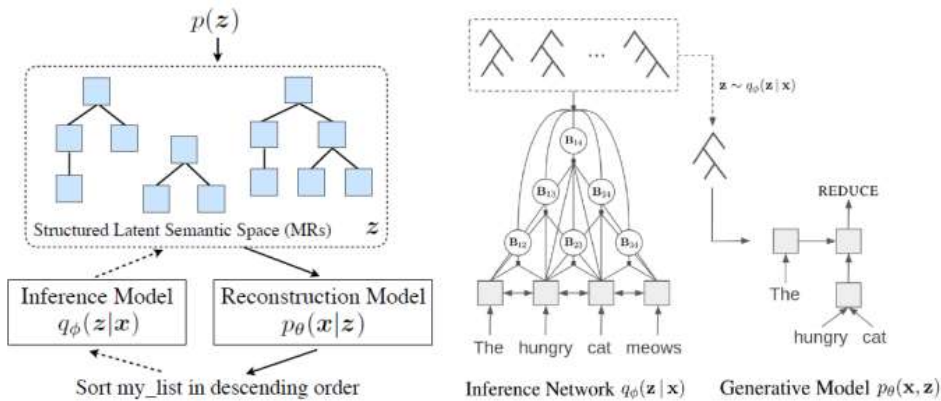 p(z)
Structured Latent Semantic Space (MRs) z
Inference Model
qϕ(z|x)
Reconstruction Model
pθ(x|z)
Sort my_list in descending order
...
z ∼ qϕ(z | x)
B14
B13
B24
B12
B23
B34
The hungry cat meows
Inference Network qϕ(z | x)
REDUCE
The
hungry cat
Generative Model pθ(x, z)